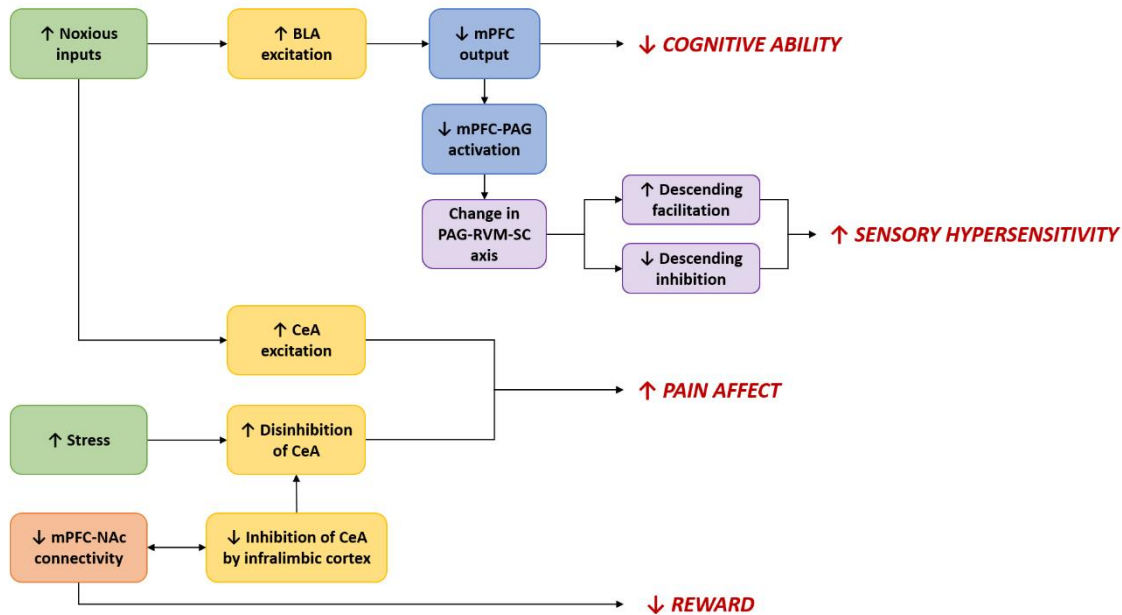 ↑ Noxious
inputs
↑ BLA
excitation
↓ mPFC
output
↓ COGNITIVE ABILITY
↓ mPFC-PAG
activation
Change in
PAG-RVM-SC
axis
↑ Descending
facilitation
↓ Descending
inhibition
↑ SENSORY HYPERSENSITIVITY
↑ CeA
excitation
↑ PAIN AFFECT
↑ Stress
↑ Disinhibition
of CeA
↓ mPFC-NAc
connectivity
↓ Inhibition of CeA
by infralimbic cortex
↓ REWARD